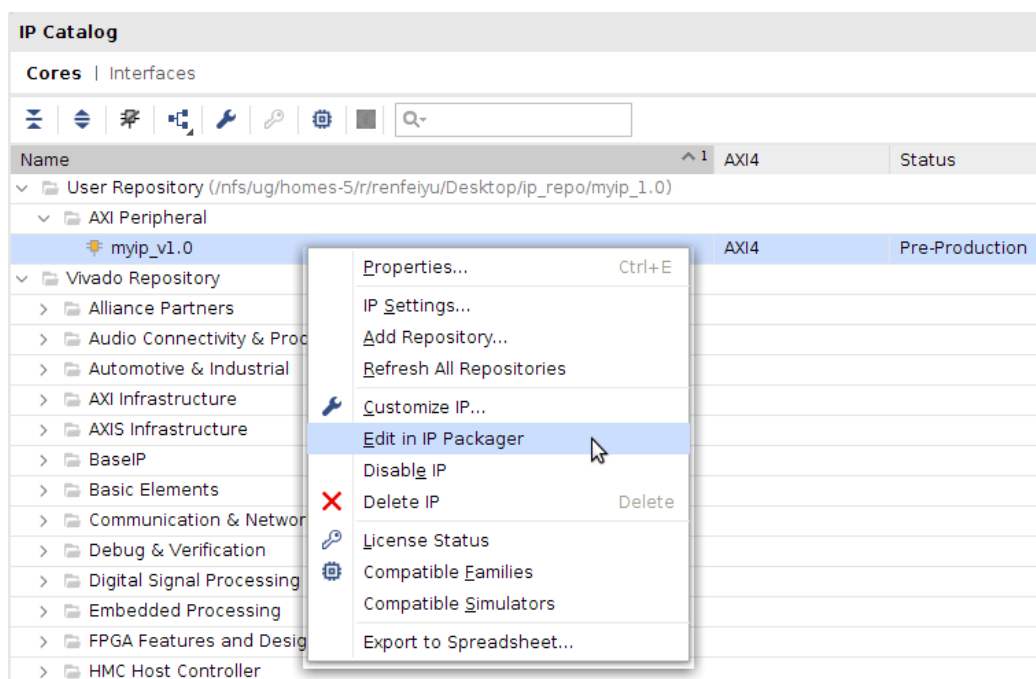 IP Catalog
Cores | Interfaces
Name 1 AXI4 Status
User Repository (/nfs/ug/homes-5/r/renfeiyu/Desktop/ip_repo/myip_1.0)
AXI Peripheral
myip_v1.0 AXI4 Pre-Production
Vivado Repository
Alliance Partners
Audio Connectivity & Proc
Automotive & Industrial
AXI Infrastructure
AXIS Infrastructure
BaseIP
Basic Elements
Communication & Networ
Debug & Verification
Digital Signal Processing
Embedded Processing
FPGA Features and Desig
HMC Host Controller
Properties... Ctrl+E
IP Settings...
Add Repository...
Refresh All Repositories
Customize IP...
Edit in IP Packager
Disable IP
Delete IP Delete
License Status
Compatible Families
Compatible Simulators
Export to Spreadsheet...